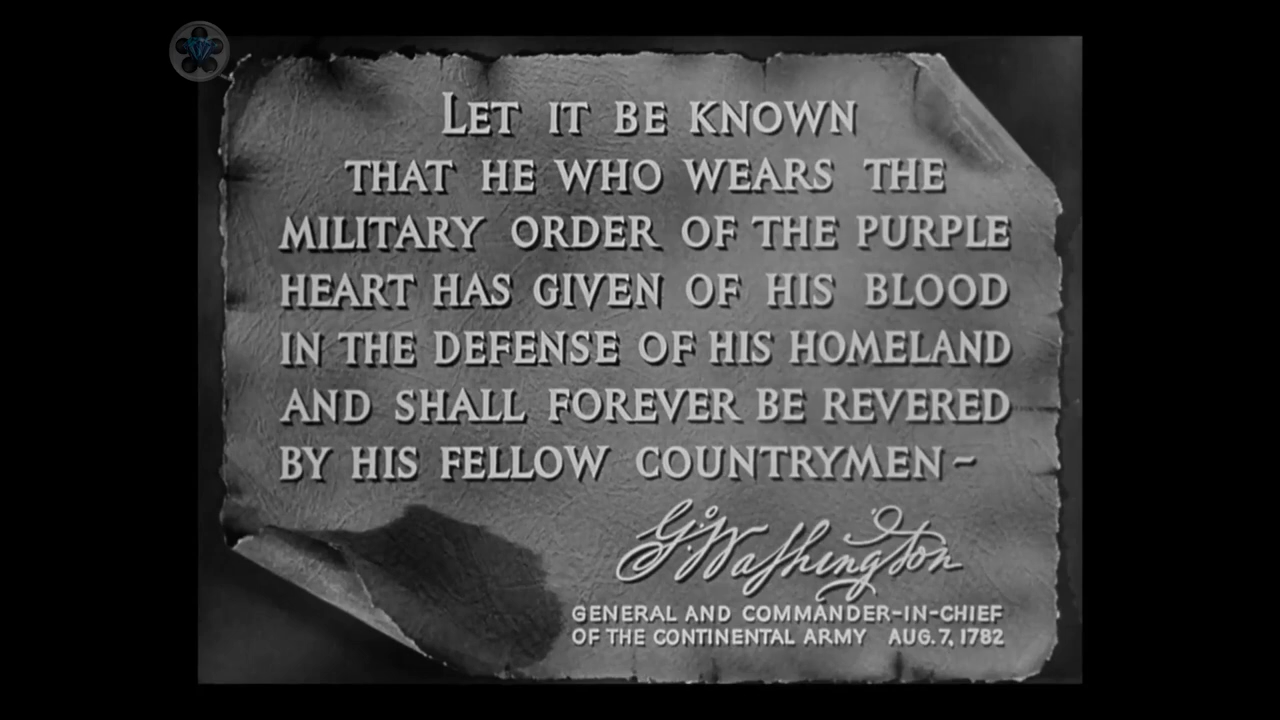 LET IT BE KNOWN
THAT HE WHO WEARS THE
MILITARY ORDER OF THE PURPLE
HEART HAS GIVEN OF HIS BLOOD
IN THE DEFENSE OF HIS HOMELAND
AND SHALL FOREVER BE REVERED
BY HIS FELLOW COUNTRYMEN ~
G. Washington
GENERAL AND COMMANDER-IN-CHIEF
OF THE CONTINENTAL ARMY AUG. 7, 1782